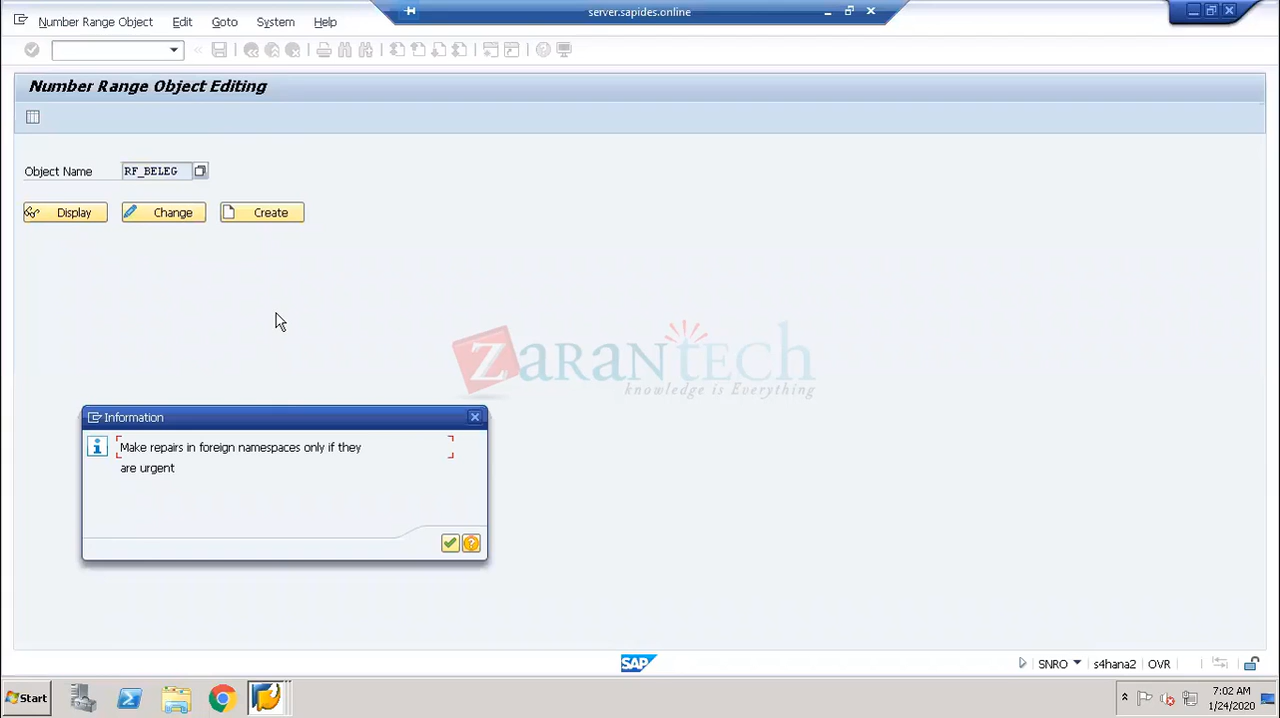 Number Range Object Edit Goto System Help
server.sapides.online
Number Range Object Editing
Object Name RF_BELEG
Display Change Create
zarantech
knowledge is Everything
Information
Make repairs in foreign namespaces only if they
are urgent
SAP SNRO s4hana2 OVR
Start 7:02 AM
1/24/2020